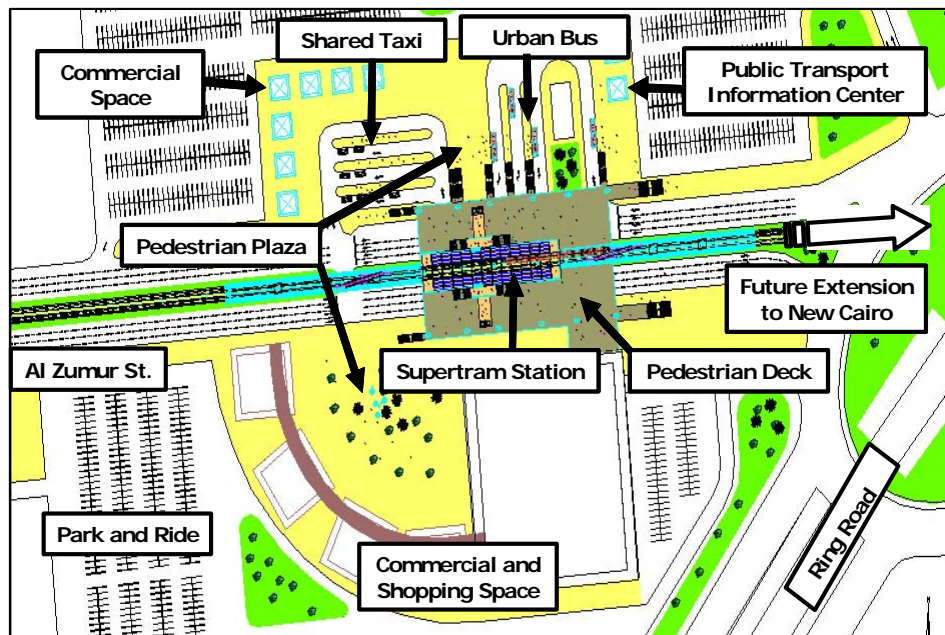 Shared Taxi
Urban Bus
Commercial
Space
Public Transport
Information Center
Pedestrian Plaza
Future Extension
to New Cairo
Al Zumur St.
Supertram Station
Pedestrian Deck
Park and Ride
Commercial and
Shopping Space
Ring Road